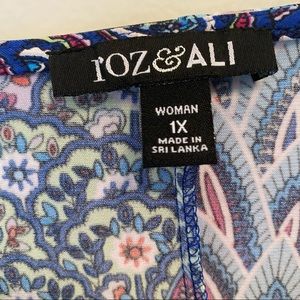 roz&ALI
WOMAN
1X
MADE IN
SRI LANKA